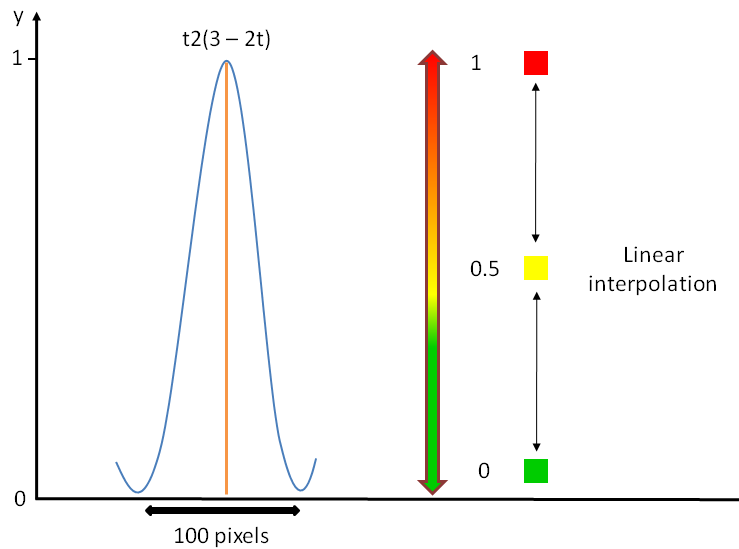 y
t2(3 – 2t)
1
1
0.5
Linear
interpolation
0
0
100 pixels